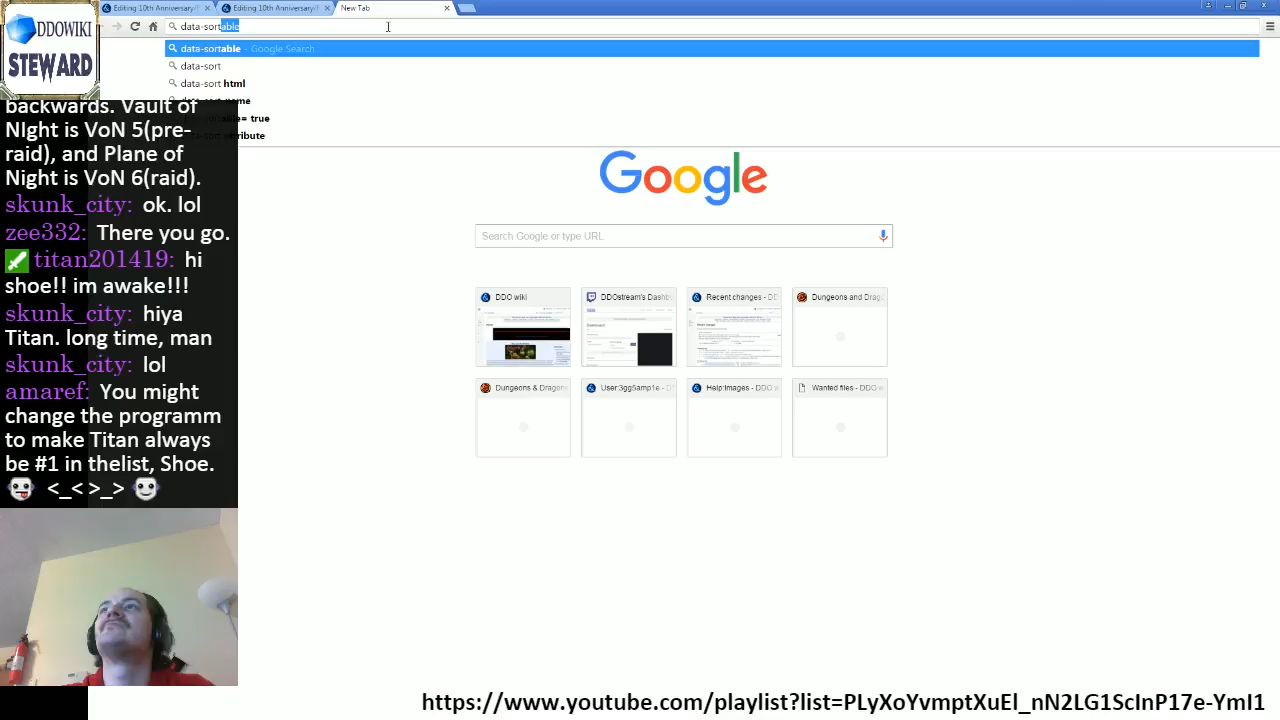 Editing 10th Anniversary/
Editing 10th Anniversary/
New Tab
data-sortable
data-sortable - Google Search
data-sort
data-sort html
= true
DDOWIKI
STEWARD
backwards. Vault of
NIght is VoN 5(pre-
raid), and Plane of
Night is VoN 6(raid).
skunk_city: ok. lol
zee332: There you go.
titan201419: hi
shoe!! im awake!!!
skunk_city: hiya
Titan. long time, man
skunk_city: lol
amaref: You might
change the programm
to make Titan always
be #1 in thelist, Shoe.
<_< >_>
Google
Search Google or type URL
DDO wiki
DDOstream's Dashb
Recent changes - D
Dungeons and Drag
Dungeons & Dragon
User:3gg5amp1e - D
Help:Images - DDO w
Wanted files - DDO w
https://www.youtube.com/playlist?list=PLyXoYvmptXuEl_nN2LG1ScInP17e-YmI1